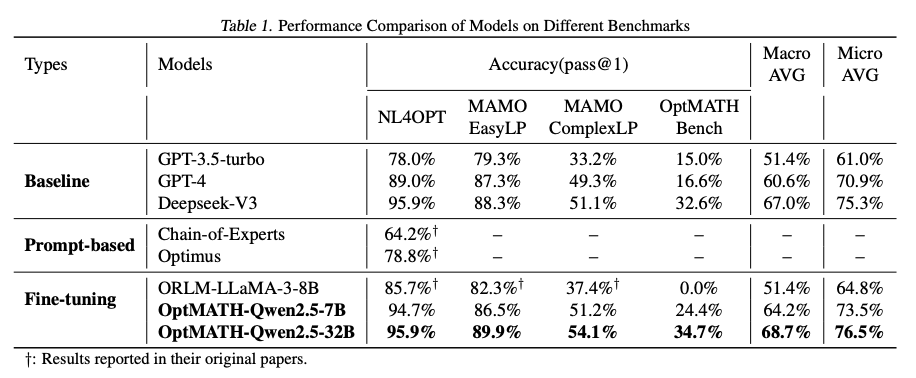 Table 1. Performance Comparison of Models on Different Benchmarks
Types Models Accuracy(pass@1) Macro AVG Micro AVG
NL4OPT MAMO EasyLP MAMO ComplexLP OptMATH Bench
Baseline
GPT-3.5-turbo 78.0% 79.3% 33.2% 15.0% 51.4% 61.0%
GPT-4 89.0% 87.3% 49.3% 16.6% 60.6% 70.9%
Deepseek-V3 95.9% 88.3% 51.1% 32.6% 67.0% 75.3%
Prompt-based
Chain-of-Experts 64.2%† – – – – –
Optimus 78.8%† – – – – –
Fine-tuning
ORLM-LLaMA-3-8B 85.7%† 82.3%† 37.4%† 0.0% 51.4% 64.8%
OptMATH-Qwen2.5-7B 94.7% 86.5% 51.2% 24.4% 64.2% 73.5%
OptMATH-Qwen2.5-32B 95.9% 89.9% 54.1% 34.7% 68.7% 76.5%
†: Results reported in their original papers.